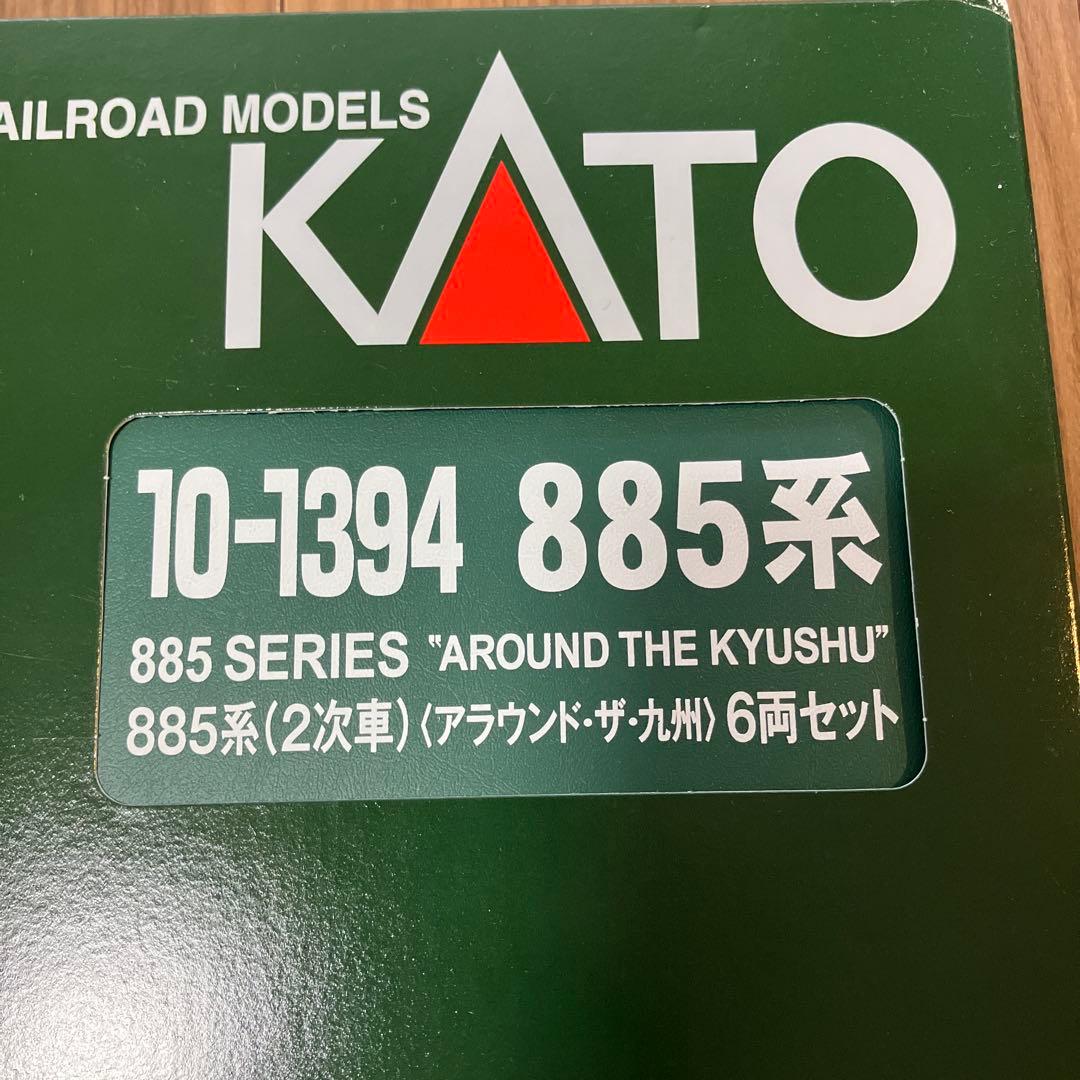 AILROAD MODELS
KATO
10-1394 885系
885 SERIES “AROUND THE KYUSHU”
885系(2次車)〈アラウンド・ザ・九州〉6両セット